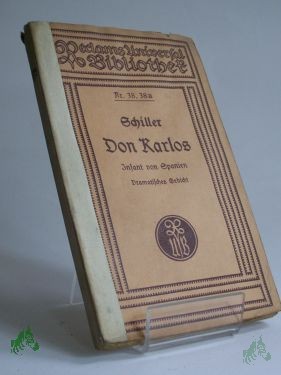 Reclams Universal
Bibliothek
Nr. 38. 38a
Schiller
Don Karlos
Infant von Spanien
Dramatisches Gedicht